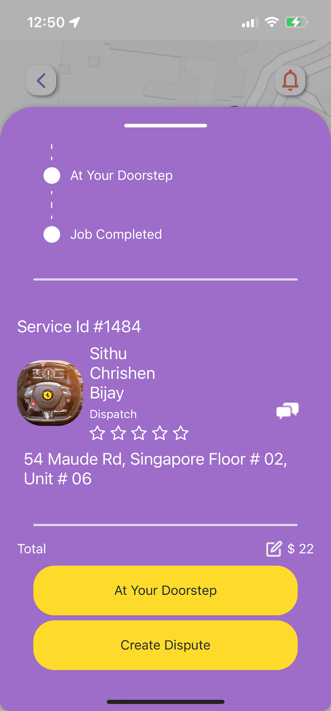 12:50
At Your Doorstep
Job Completed
Service Id #1484
Sithu
Chrishen
Bijay
Dispatch
54 Maude Rd, Singapore Floor # 02,
Unit # 06
Total $ 22
At Your Doorstep
Create Dispute